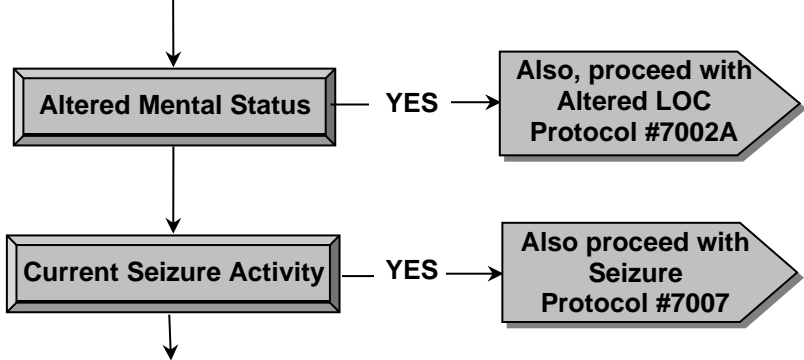 Altered Mental Status
YES
Also, proceed with
Altered LOC
Protocol #7002A
Current Seizure Activity
YES
Also proceed with
Seizure
Protocol #7007